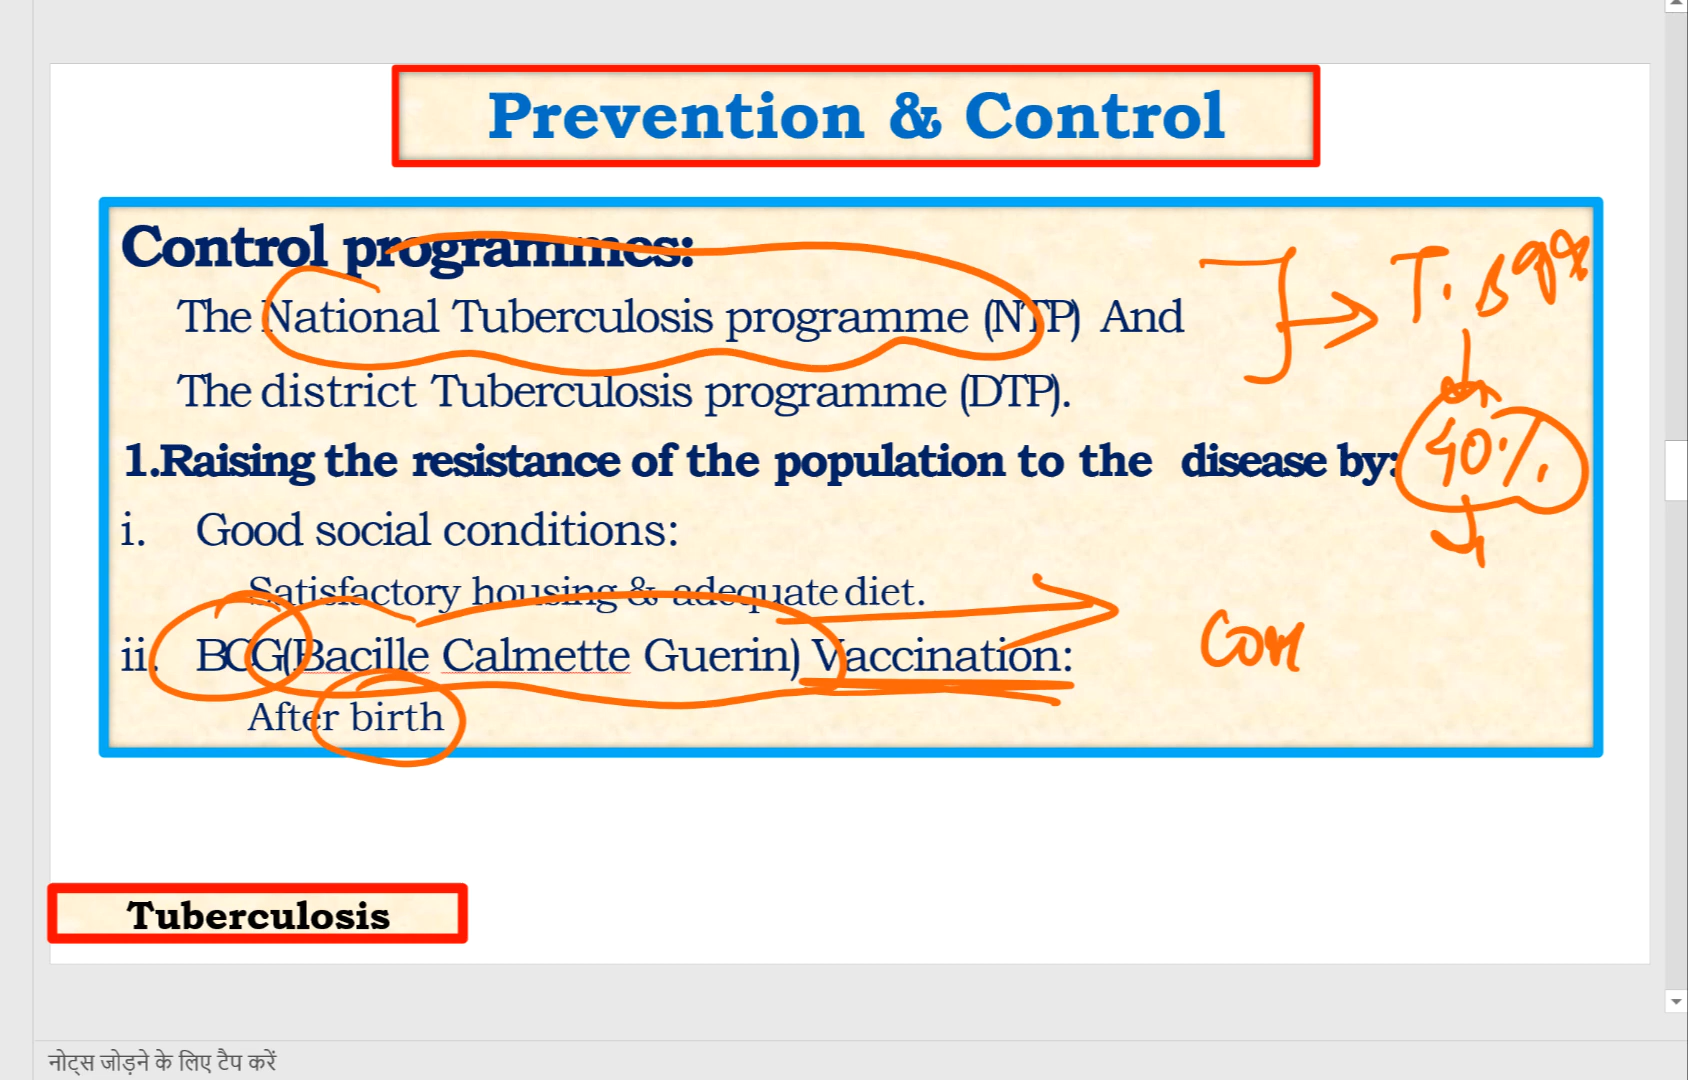 Prevention & Control
Control programmes:
The National Tuberculosis programme (NTP) And
The district Tuberculosis programme (DTP).
1.Raising the resistance of the population to the disease by:
40%
i. Good social conditions:
Satisfactory housing & adequate diet.
ii. BCG(Bacille Calmette Guerin) Vaccination:
Com
After birth
Tuberculosis
नोट्स जोड़ने के लिए टैप करें